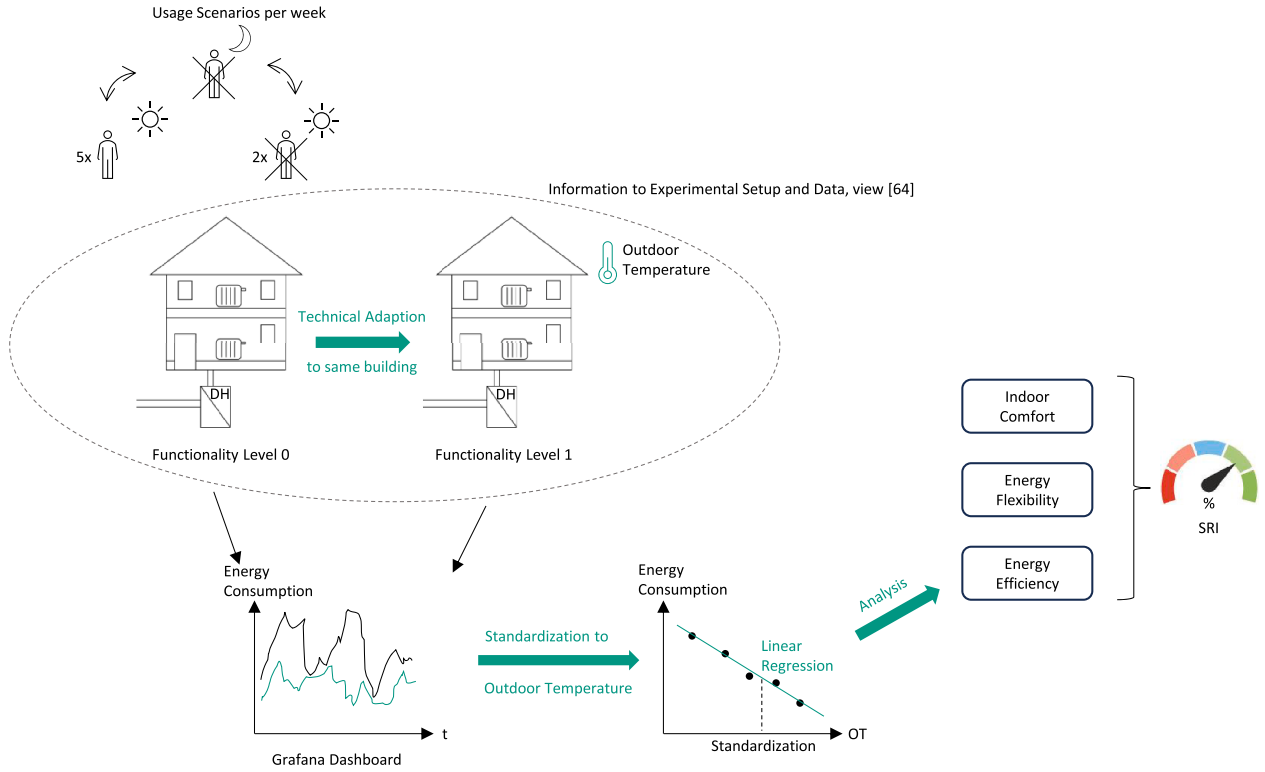 Usage Scenarios per week
5x
2x
Information to Experimental Setup and Data, view [64]
Outdoor
Temperature
Technical Adaption
to same building
DH
DH
Functionality Level 0
Functionality Level 1
Energy
Consumption
t
Grafana Dashboard
Standardization to
Outdoor Temperature
Energy
Consumption
Linear
Regression
OT
Standardization
Analysis
Indoor
Comfort
Energy
Flexibility
Energy
Efficiency
%
SRI